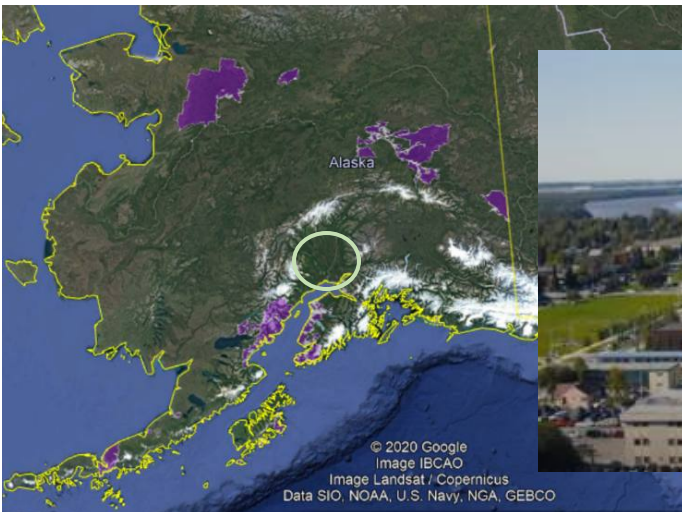 Alaska
© 2020 Google
Image IBCAO
Image Landsat / Copernicus
Data SIO, NOAA, U.S. Navy, NGA, GEBCO